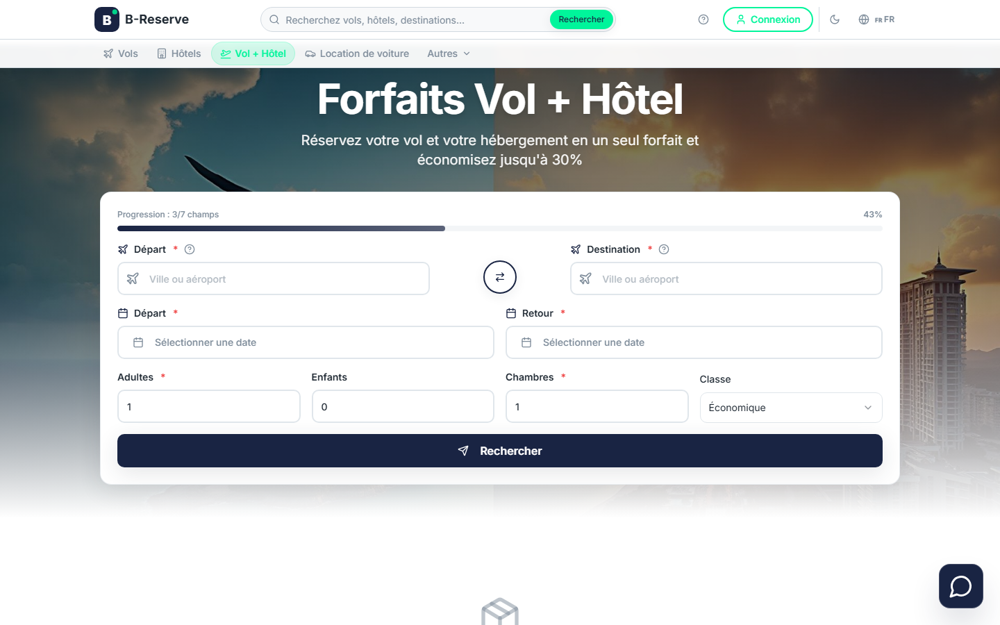 B B-Reserve
Recherchez vols, hôtels, destinations...
Rechercher
Connexion
FR FR
Vols
Hôtels
Vol + Hôtel
Location de voiture
Autres
Forfaits Vol + Hôtel
Réservez votre vol et votre hébergement en un seul forfait et
économisez jusqu'à 30%
Progression : 3/7 champs
43%
Départ *
Destination *
Ville ou aéroport
Ville ou aéroport
Départ *
Retour *
Sélectionner une date
Sélectionner une date
Adultes *
Enfants
Chambres *
Classe
1
0
1
Économique
Rechercher